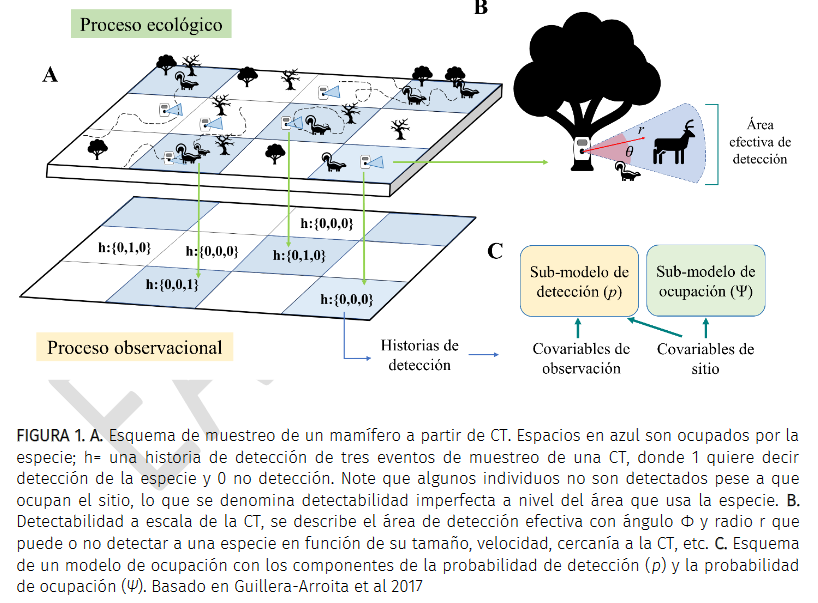 Proceso ecológico
A
B
r
θ
Área
efectiva de
detección
h:{0,0,0}
h:{0,1,0}
h:{0,0,0}
h:{0,1,0}
h:{0,0,1}
h:{0,0,0}
Proceso observacional
Historias de
detección
C
Sub-modelo de
detección (p)
Sub-modelo de
ocupación (Ψ)
Covariables de
observación
Covariables de
sitio
FIGURA 1. A. Esquema de muestreo de un mamífero a partir de CT. Espacios en azul son ocupados por la
especie; h= una historia de detección de tres eventos de muestreo de una CT, donde 1 quiere decir
detección de la especie y 0 no detección. Note que algunos individuos no son detectados pese a que
ocupan el sitio, lo que se denomina detectabilidad imperfecta a nivel del área que usa la especie. B.
Detectabilidad a escala de la CT, se describe el área de detección efectiva con ángulo Φ y radio r que
puede o no detectar a una especie en función de su tamaño, velocidad, cercanía a la CT, etc. C. Esquema
de un modelo de ocupación con los componentes de la probabilidad de detección (p) y la probabilidad
de ocupación (Ψ). Basado en Guillera-Arroita et al 2017